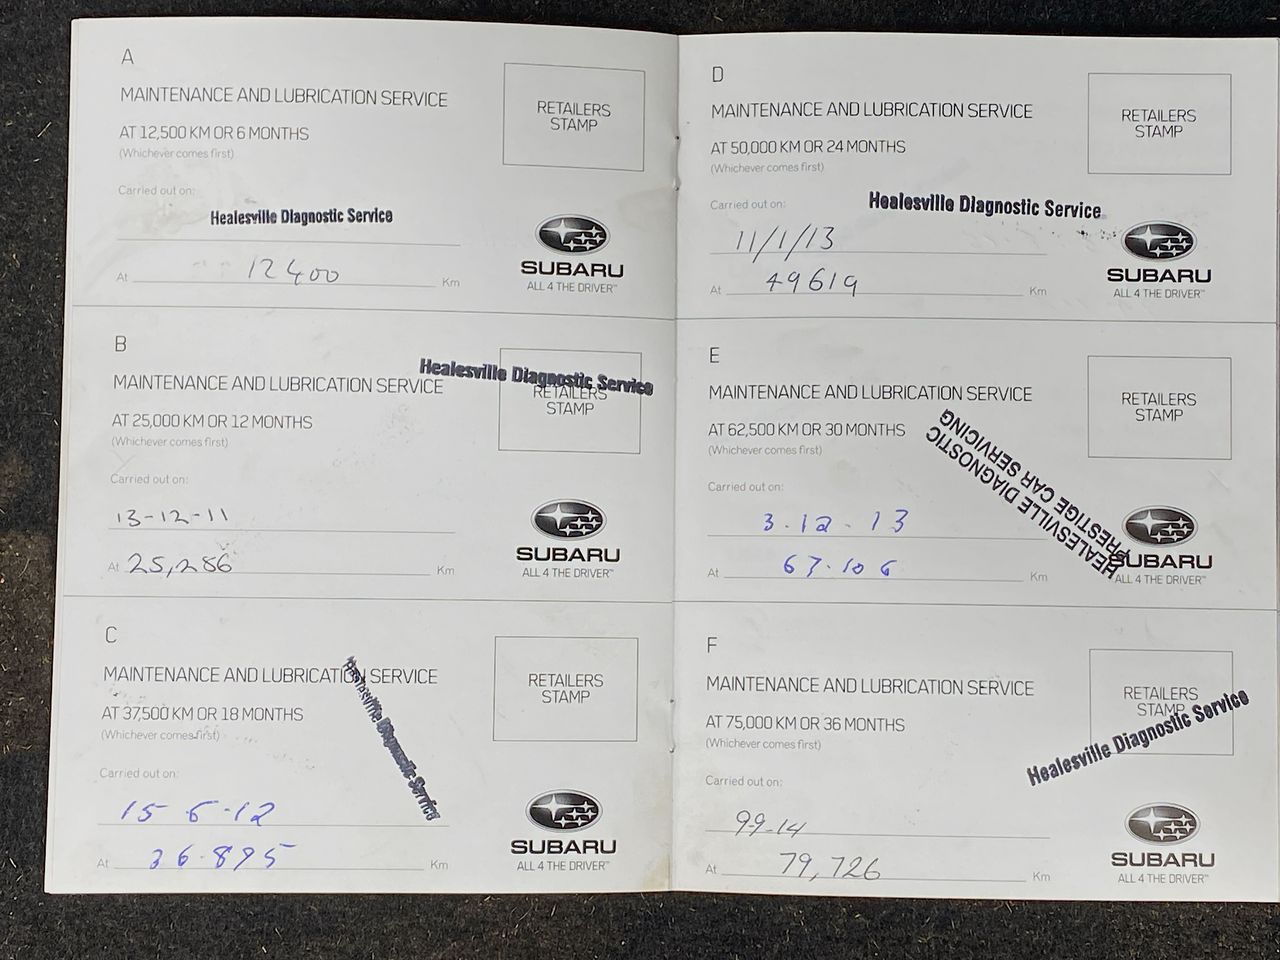 A
MAINTENANCE AND LUBRICATION SERVICE
RETAILERS
STAMP
AT 12,500 KM OR 6 MONTHS
(Whichever comes first)
Carried out on:
Healesville Diagnostic Service
At 12400 Km
SUBARU
ALL 4 THE DRIVER™
B
MAINTENANCE AND LUBRICATION SERVICE
Healesville Diagnostic Service
RETAILERS
STAMP
AT 25,000 KM OR 12 MONTHS
(Whichever comes first)
Carried out on:
13-12-11
At 25,286 Km
SUBARU
ALL 4 THE DRIVER™
C
MAINTENANCE AND LUBRICATION SERVICE
RETAILERS
STAMP
AT 37,500 KM OR 18 MONTHS
(Whichever comes first)
Healesville Diagnostic Service
Carried out on:
15-6-12
At 36.895 Km
SUBARU
ALL 4 THE DRIVER™
D
MAINTENANCE AND LUBRICATION SERVICE
RETAILERS
STAMP
AT 50,000 KM OR 24 MONTHS
(Whichever comes first)
Carried out on:
Healesville Diagnostic Service
11/1/13
At 49619 Km
SUBARU
ALL 4 THE DRIVER™
E
MAINTENANCE AND LUBRICATION SERVICE
RETAILERS
STAMP
AT 62,500 KM OR 30 MONTHS
(Whichever comes first)
HEALESVILLE DIAGNOSTIC
PRESTIGE CAR SERVICING
Carried out on:
3.12.13
At 67.106 Km
SUBARU
ALL 4 THE DRIVER™
F
MAINTENANCE AND LUBRICATION SERVICE
RETAILERS
STAMP
AT 75,000 KM OR 36 MONTHS
(Whichever comes first)
Healesville Diagnostic Service
Carried out on:
9-9-14
At 79,726 Km
SUBARU
ALL 4 THE DRIVER™